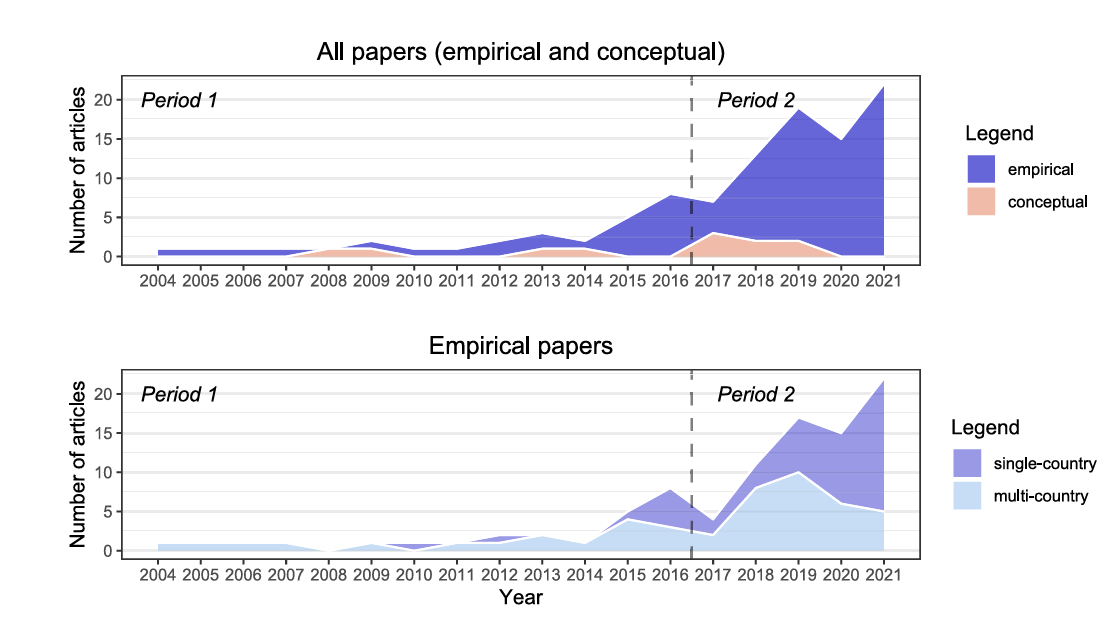 All papers (empirical and conceptual)
Number of articles
20
15
10
5
0
Period 1
Period 2
2004 2005 2006 2007 2008 2009 2010 2011 2012 2013 2014 2015 2016 2017 2018 2019 2020 2021
Legend
empirical
conceptual
Empirical papers
Number of articles
20
15
10
5
0
Period 1
Period 2
2004 2005 2006 2007 2008 2009 2010 2011 2012 2013 2014 2015 2016 2017 2018 2019 2020 2021
Year
Legend
single-country
multi-country